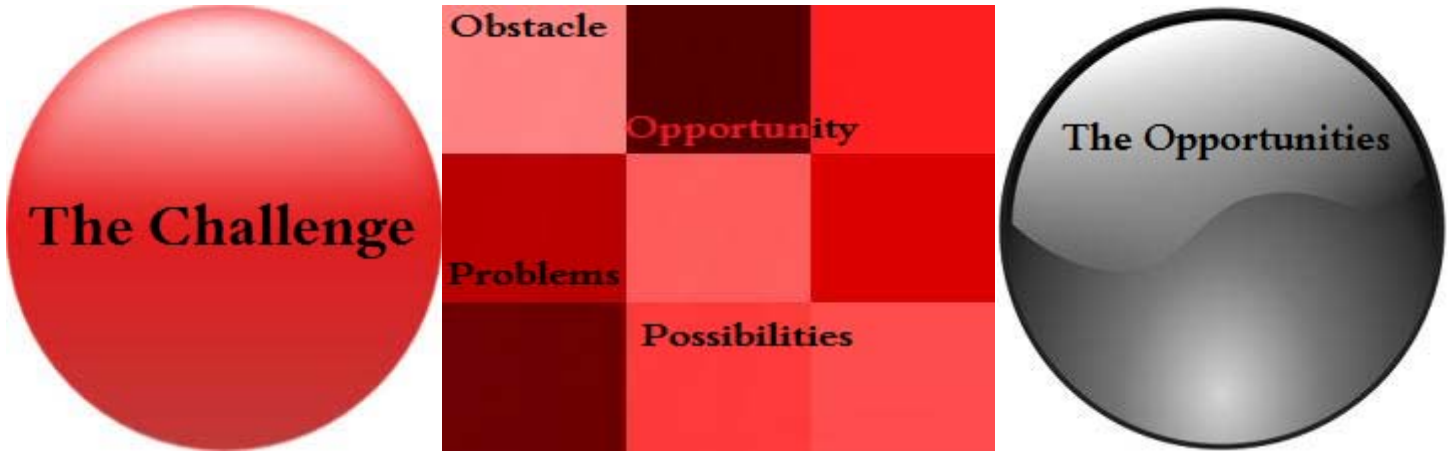 The Challenge
Obstacle
Opportunity
Problems
Possibilities
The Opportunities